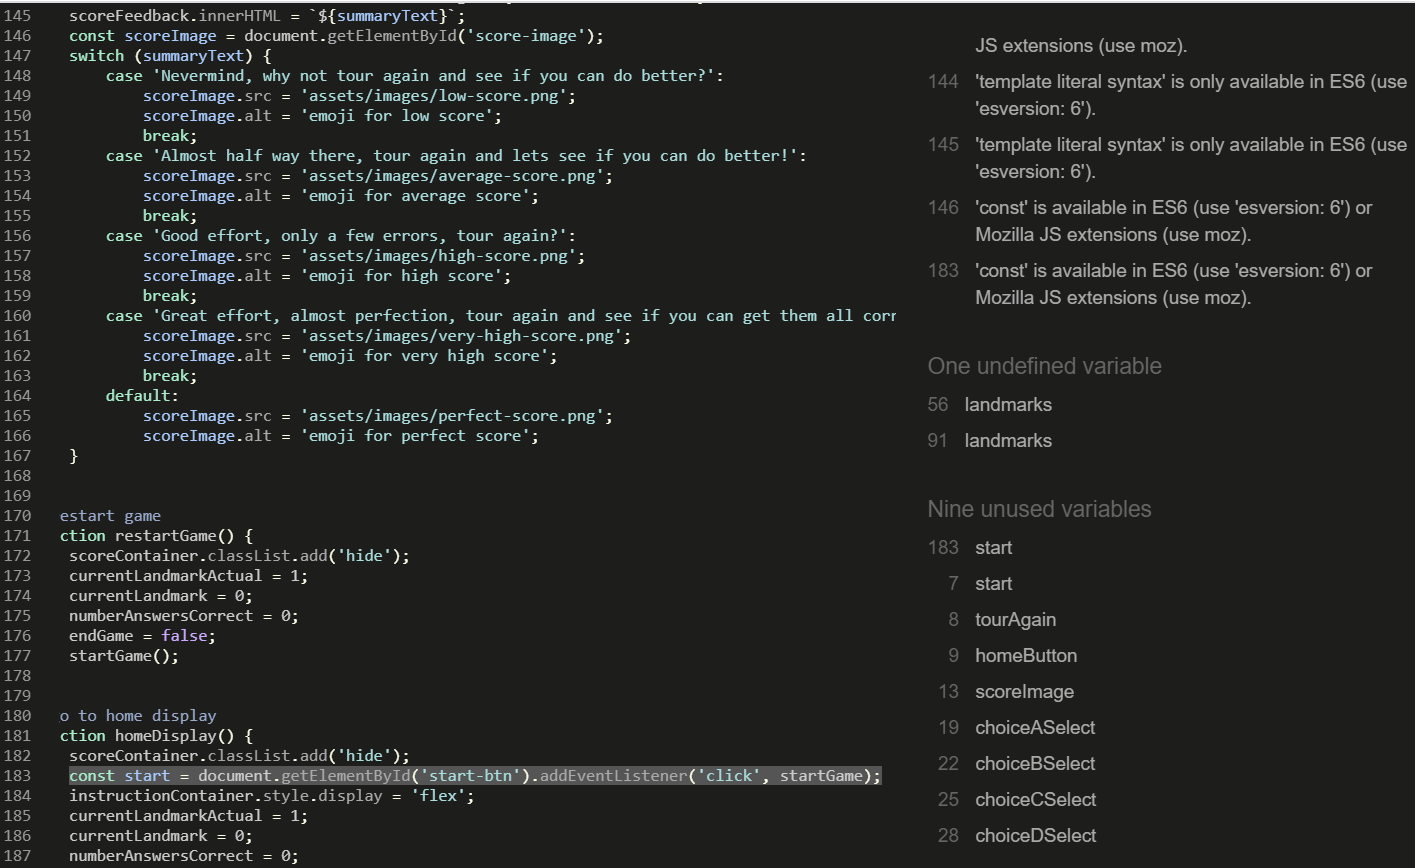 145 scoreFeedback.innerHTML = `${summaryText}`;
146 const scoreImage = document.getElementById('score-image');
147 switch (summaryText) {
148 case 'Nevermind, why not tour again and see if you can do better?':
149 scoreImage.src = 'assets/images/low-score.png';
150 scoreImage.alt = 'emoji for low score';
151 break;
152 case 'Almost half way there, tour again and lets see if you can do better!':
153 scoreImage.src = 'assets/images/average-score.png';
154 scoreImage.alt = 'emoji for average score';
155 break;
156 case 'Good effort, only a few errors, tour again?':
157 scoreImage.src = 'assets/images/high-score.png';
158 scoreImage.alt = 'emoji for high score';
159 break;
160 case 'Great effort, almost perfection, tour again and see if you can get them all corr
161 scoreImage.src = 'assets/images/very-high-score.png';
162 scoreImage.alt = 'emoji for very high score';
163 break;
164 default:
165 scoreImage.src = 'assets/images/perfect-score.png';
166 scoreImage.alt = 'emoji for perfect score';
167 }
168
169
170 estart game
171 ction restartGame() {
172 scoreContainer.classList.add('hide');
173 currentLandmarkActual = 1;
174 currentLandmark = 0;
175 numberAnswersCorrect = 0;
176 endGame = false;
177 startGame();
178
179
180 o to home display
181 ction homeDisplay() {
182 scoreContainer.classList.add('hide');
183 const start = document.getElementById('start-btn').addEventListener('click', startGame);
184 instructionContainer.style.display = 'flex';
185 currentLandmarkActual = 1;
186 currentLandmark = 0;
187 numberAnswersCorrect = 0;
JS extensions (use moz).
144 'template literal syntax' is only available in ES6 (use
'esversion: 6').
145 'template literal syntax' is only available in ES6 (use
'esversion: 6').
146 'const' is available in ES6 (use 'esversion: 6') or
Mozilla JS extensions (use moz).
183 'const' is available in ES6 (use 'esversion: 6') or
Mozilla JS extensions (use moz).
One undefined variable
56 landmarks
91 landmarks
Nine unused variables
183 start
7 start
8 tourAgain
9 homeButton
13 scoreImage
19 choiceASelect
22 choiceBSelect
25 choiceCSelect
28 choiceDSelect